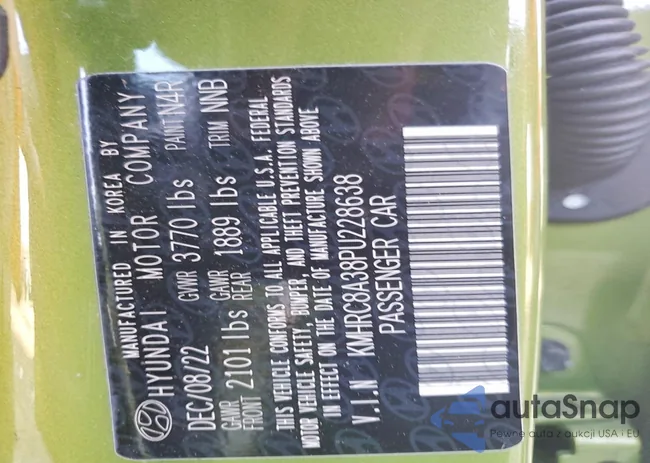 MANUFACTURED IN KOREA BY
HYUNDAI MOTOR COMPANY
DEC/08/22 GVWR 3770 lbs PAINT N4R
GAWR FRONT 2101 lbs GAWR REAR 1889 lbs TRIM NNB
THIS VEHICLE CONFORMS TO ALL APPLICABLE U.S.A. FEDERAL
MOTOR VEHICLE SAFETY, BUMPER, AND THEFT PREVENTION STANDARDS
IN EFFECT ON THE DATE OF MANUFACTURE SHOWN ABOVE
V.I.N KMHRC8A38PU228638
PASSENGER CAR
autaSnap
Pewne auta z aukcji USA i EU